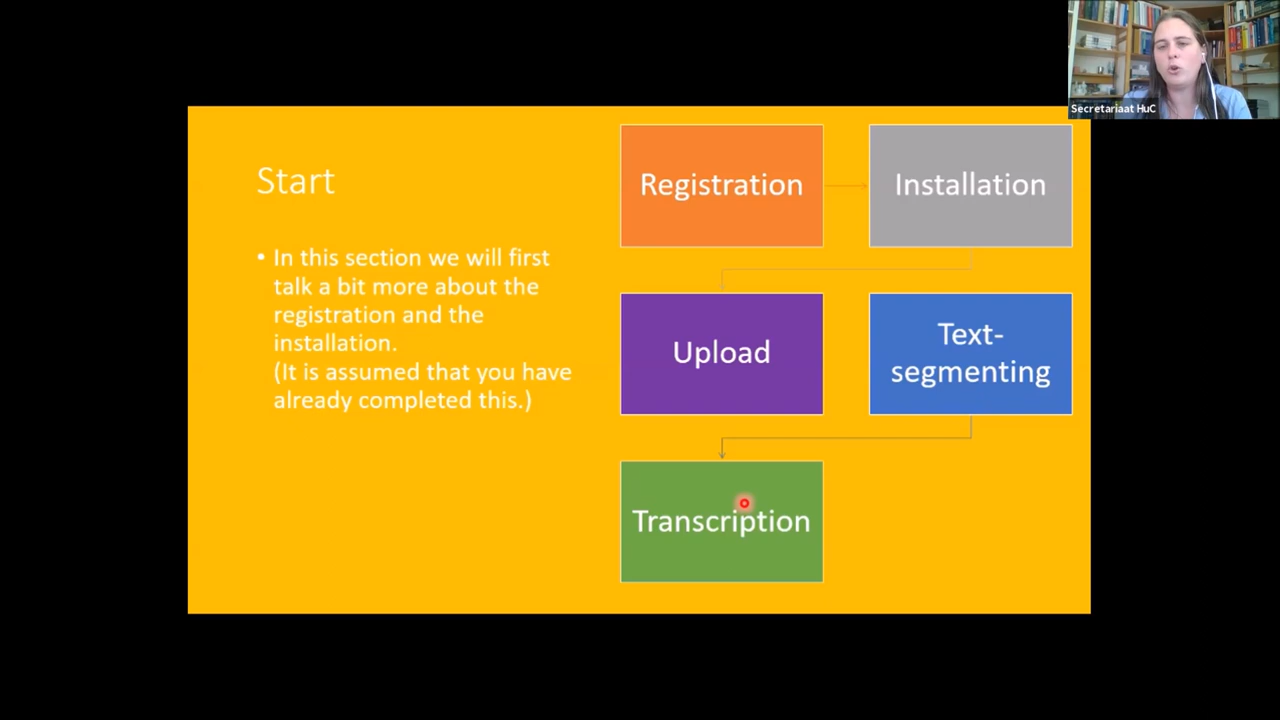 Secretariaat HuC
Start
• In this section we will first
talk a bit more about the
registration and the
installation.
(It is assumed that you have
already completed this.)
Registration
Installation
Upload
Text-
segmenting
Transcription